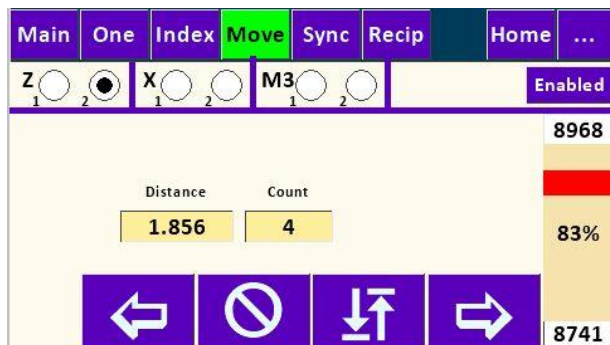 Main One Index Move Sync Recip Home ...
Z 1 2 X 1 2 M3 1 2 Enabled
8968
Distance Count
1.856 4
83%
8741